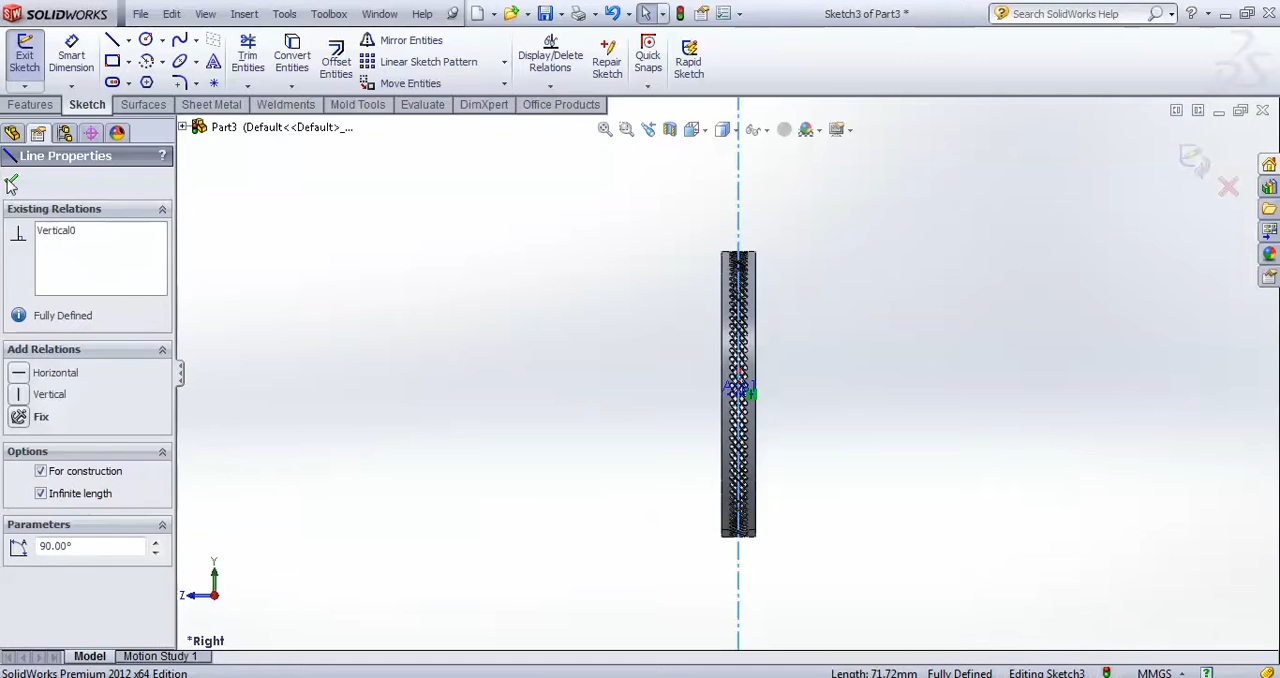 SOLIDWORKS File Edit View Insert Tools Toolbox Window Help Sketch3 of Part3 * Search SolidWorks Help
Exit Sketch Smart Dimension Trim Entities Convert Entities Offset Entities Mirror Entities Linear Sketch Pattern Move Entities Display/Delete Relations Repair Sketch Quick Snaps Rapid Sketch
Features Sketch Surfaces Sheet Metal Weldments Mold Tools Evaluate DimXpert Office Products
Part3 (Default<<Default>_...
Line Properties ?
Existing Relations
Vertical0
Fully Defined
Add Relations
Horizontal
Vertical
Fix
Options
For construction
Infinite length
Parameters
90.00°
Y
Z
*Right
Model Motion Study 1
SolidWorks Premium 2012 x64 Edition Length: 71.72mm Fully Defined Editing Sketch3 MMGS